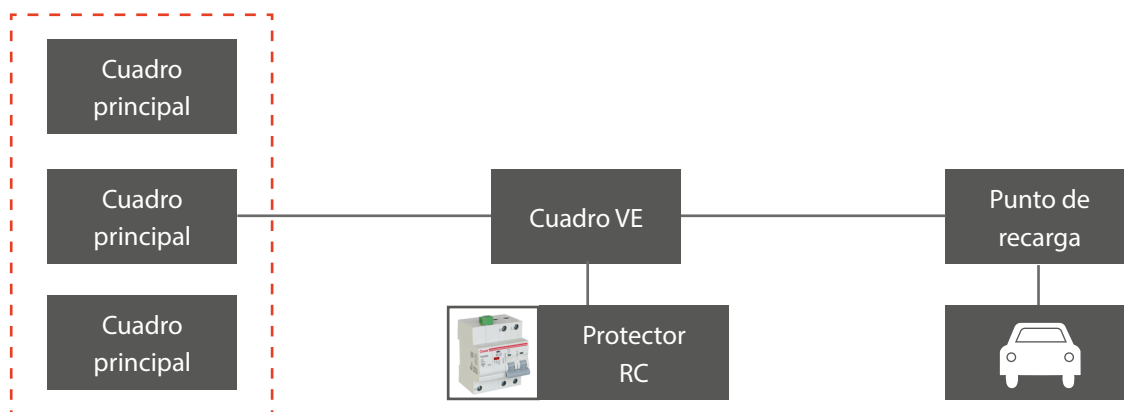 Cuadro
principal
Cuadro
principal
Cuadro VE
Punto de
recarga
Cuadro
principal
Protector
RC